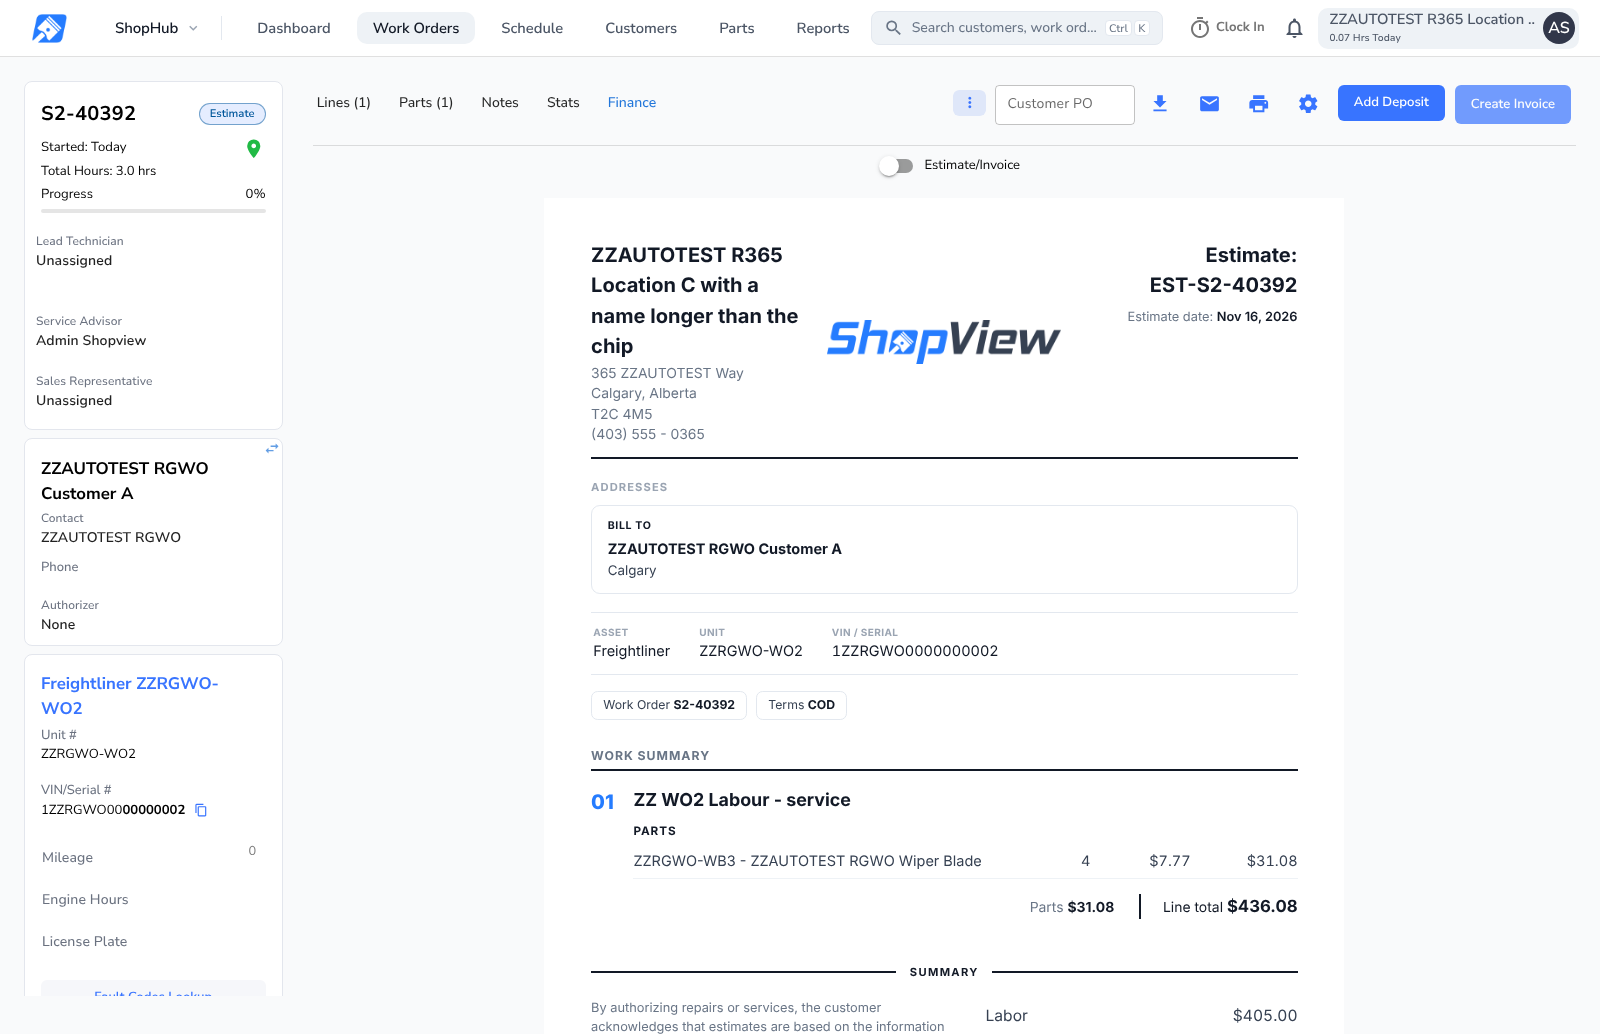 ShopHub
Dashboard
Work Orders
Schedule
Customers
Parts
Reports
Search customers, work ord...
Ctrl K
Clock In
ZZAUTOTEST R365 Location ..
0.07 Hrs Today
AS
S2-40392
Estimate
Started: Today
Total Hours: 3.0 hrs
Progress 0%
Lead Technician
Unassigned
Service Advisor
Admin Shopview
Sales Representative
Unassigned
ZZAUTOTEST RGWO
Customer A
Contact
ZZAUTOTEST RGWO
Phone
Authorizer
None
Freightliner ZZRGWO-
WO2
Unit #
ZZRGWO-WO2
VIN/Serial #
1ZZRGWO0000000002
Mileage 0
Engine Hours
License Plate
Fault Codes Lookup
Lines (1)
Parts (1)
Notes
Stats
Finance
Customer PO
Add Deposit
Create Invoice
Estimate/Invoice
ZZAUTOTEST R365
Location C with a
name longer than the
chip
365 ZZAUTOTEST Way
Calgary, Alberta
T2C 4M5
(403) 555 - 0365
ShopView
Estimate:
EST-S2-40392
Estimate date: Nov 16, 2026
ADDRESSES
BILL TO
ZZAUTOTEST RGWO Customer A
Calgary
ASSET UNIT VIN / SERIAL
Freightliner ZZRGWO-WO2 1ZZRGWO0000000002
Work Order S2-40392 Terms COD
WORK SUMMARY
01 ZZ WO2 Labour - service
PARTS
ZZRGWO-WB3 - ZZAUTOTEST RGWO Wiper Blade 4 $7.77 $31.08
Parts $31.08 Line total $436.08
SUMMARY
By authorizing repairs or services, the customer
acknowledges that estimates are based on the information
Labor $405.00